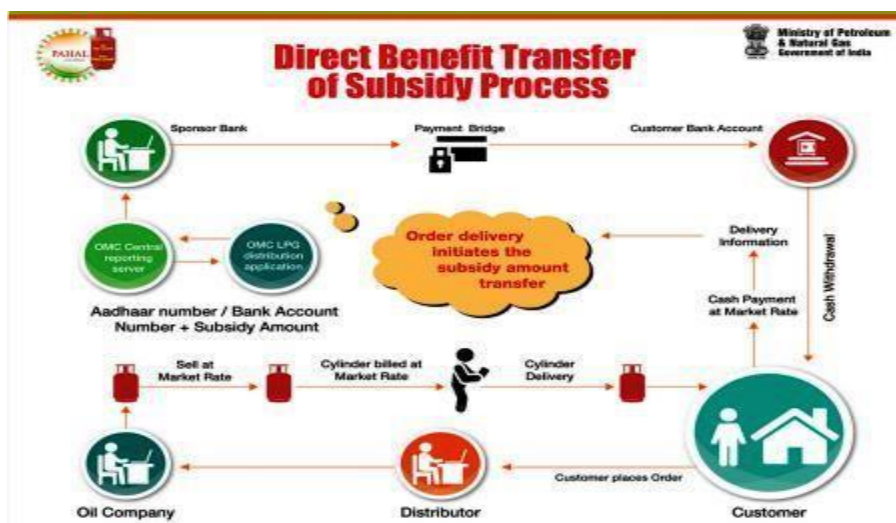 PAHAL
Direct Benefit Transfer
of Subsidy Process
Ministry of Petroleum
& Natural Gas
Government of India
Sponsor Bank
Payment Bridge
Customer Bank Account
OMC Central
reporting
server
OMC LPG
distribution
application
Order delivery
initiates the
subsidy amount
transfer
Delivery
Information
Cash Withdrawal
Aadhaar number / Bank Account
Number + Subsidy Amount
Cash Payment
at Market Rate
Sell at
Market Rate
Cylinder billed at
Market Rate
Cylinder
Delivery
Customer places Order
Oil Company
Distributor
Customer